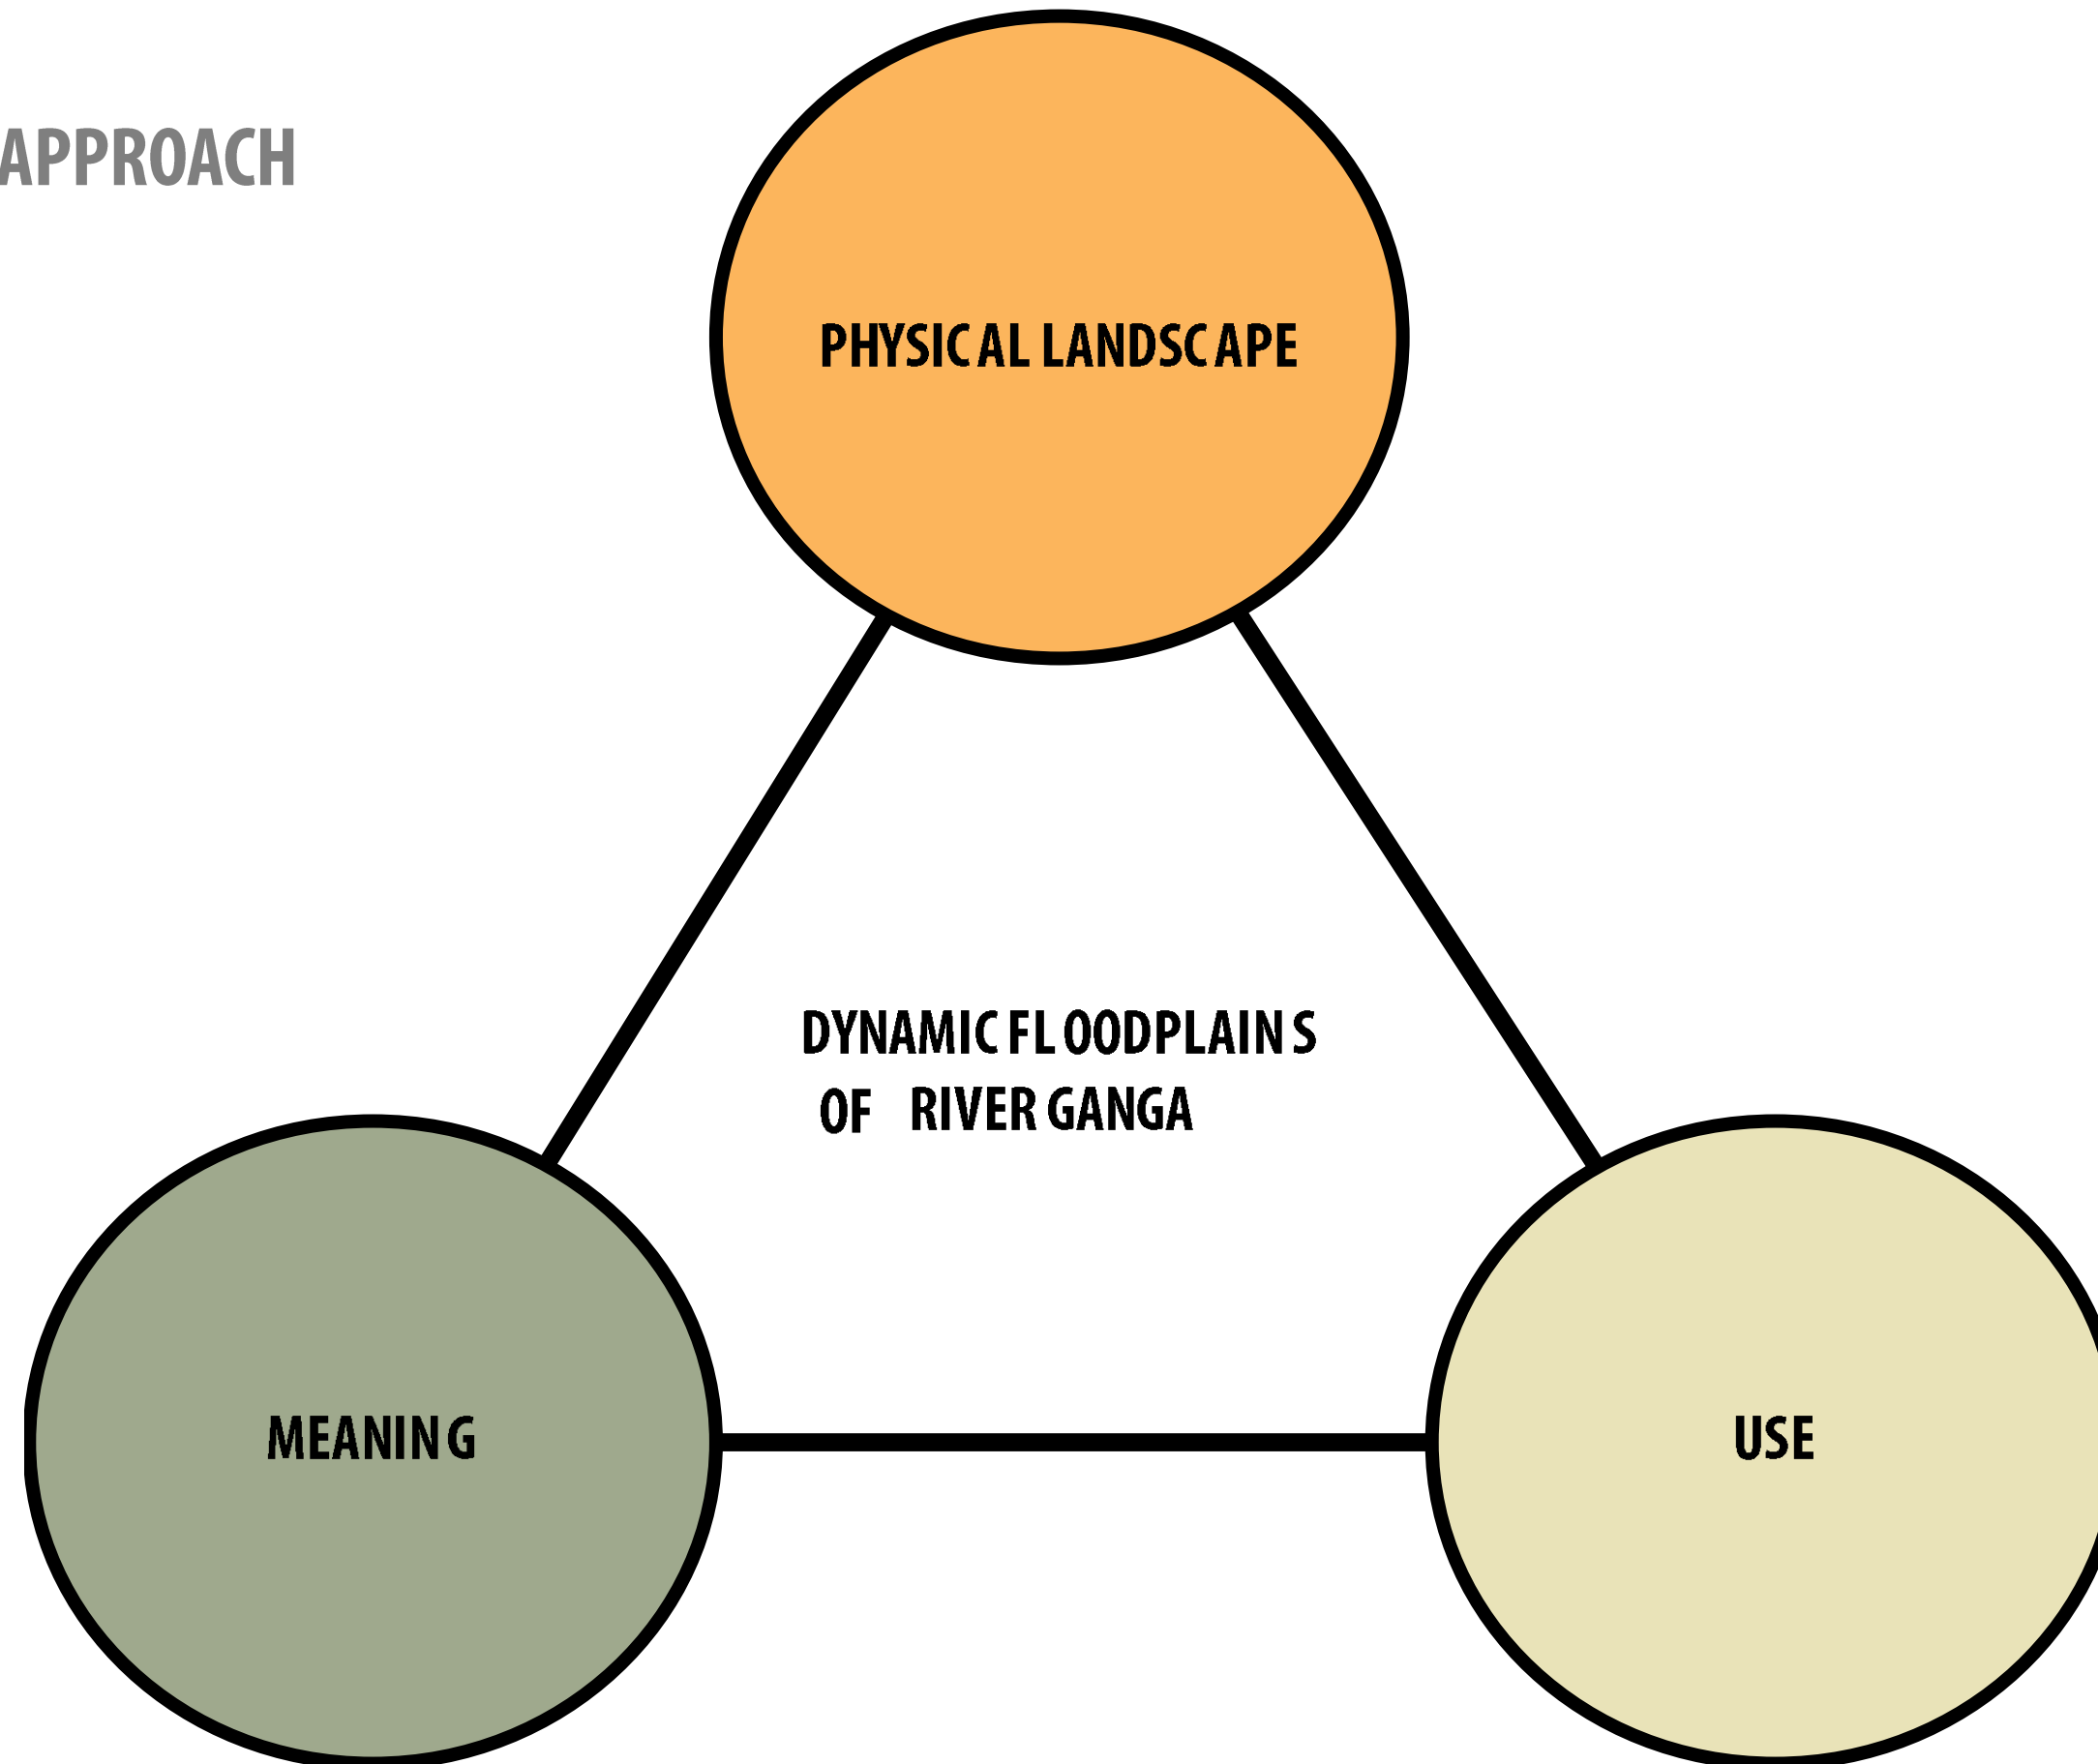 APPROACH
PHYSICAL LANDSCAPE
DYNAMIC FLOODPLAINS
OF RIVER GANGA
MEANING
USE